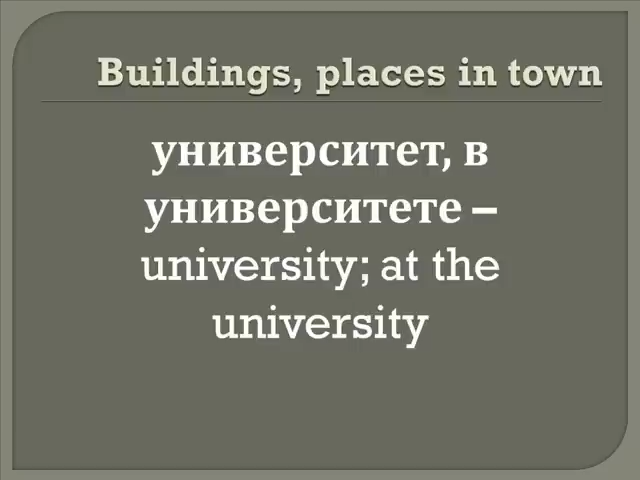 Buildings, places in town
университет, в
университете –
university; at the
university